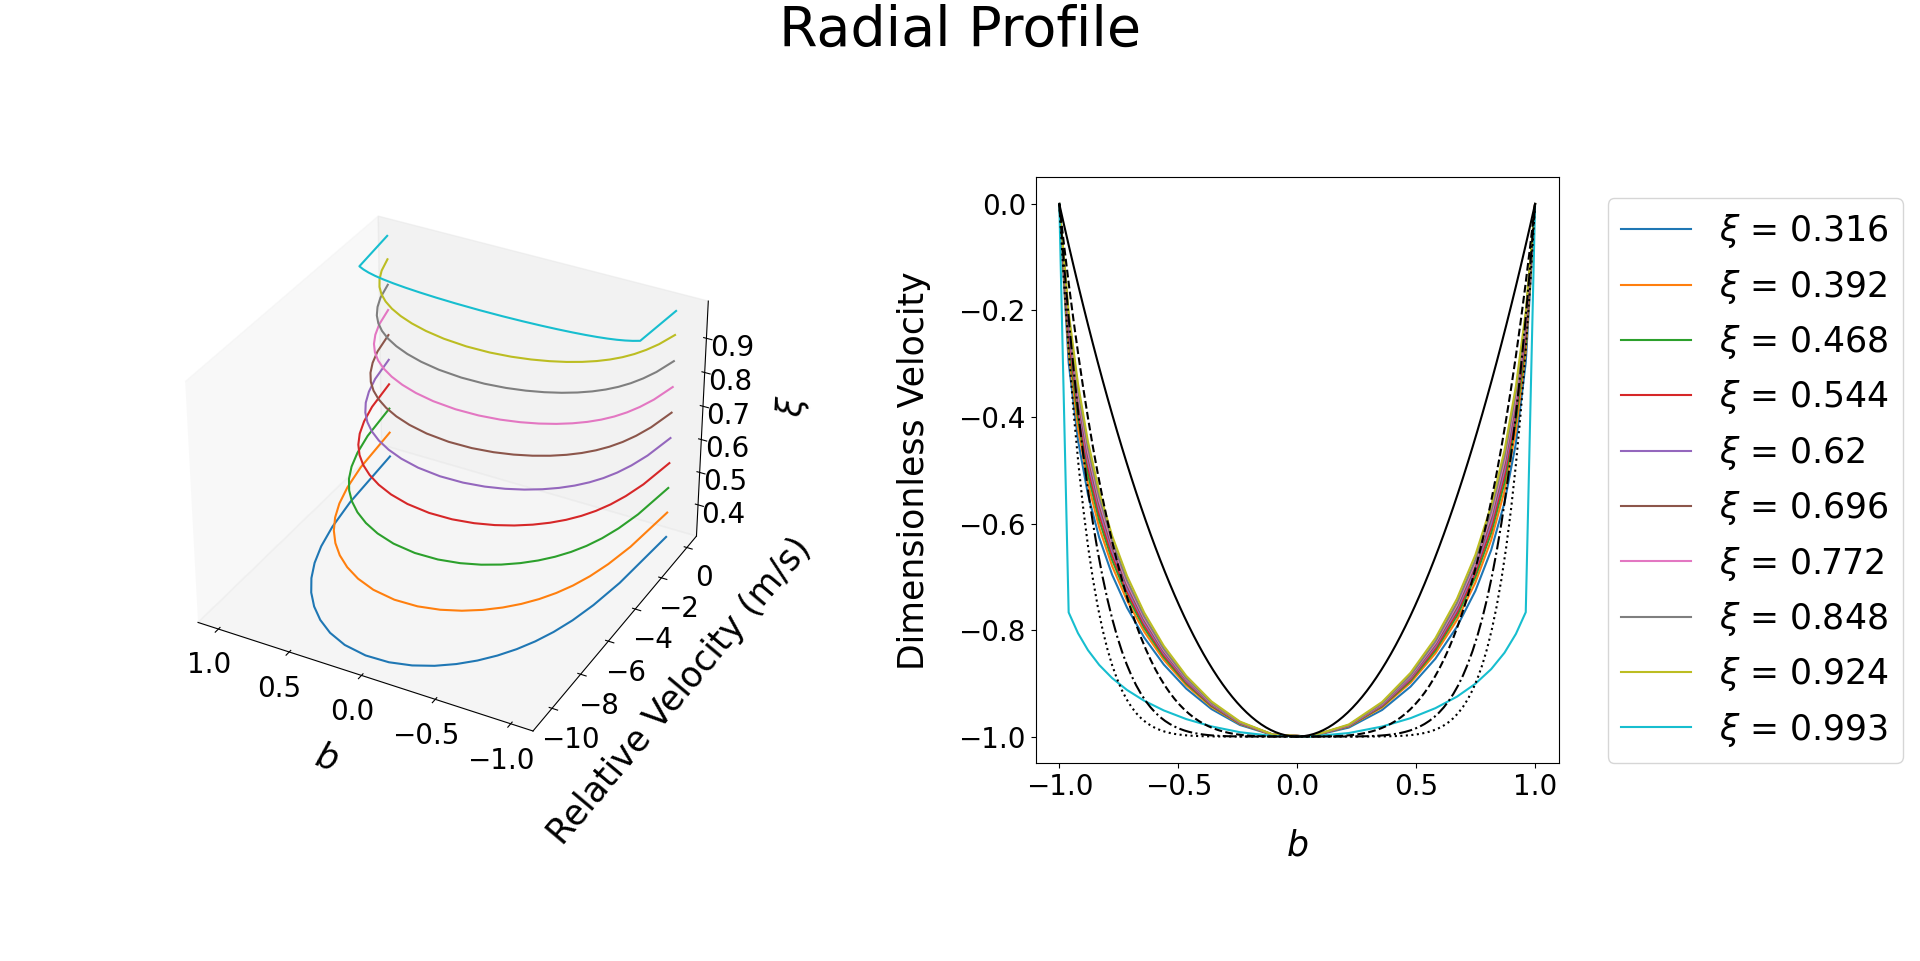 Radial Profile
0.9
0.8
0.7
0.6
0.5
0.4
ξ
0
−2
−4
−6
−8
−10
Relative Velocity (m/s)
1.0
0.5
0.0
−0.5
−1.0
b
0.0
−0.2
−0.4
−0.6
−0.8
−1.0
Dimensionless Velocity
−1.0 −0.5 0.0 0.5 1.0
b
ξ = 0.316
ξ = 0.392
ξ = 0.468
ξ = 0.544
ξ = 0.62
ξ = 0.696
ξ = 0.772
ξ = 0.848
ξ = 0.924
ξ = 0.993